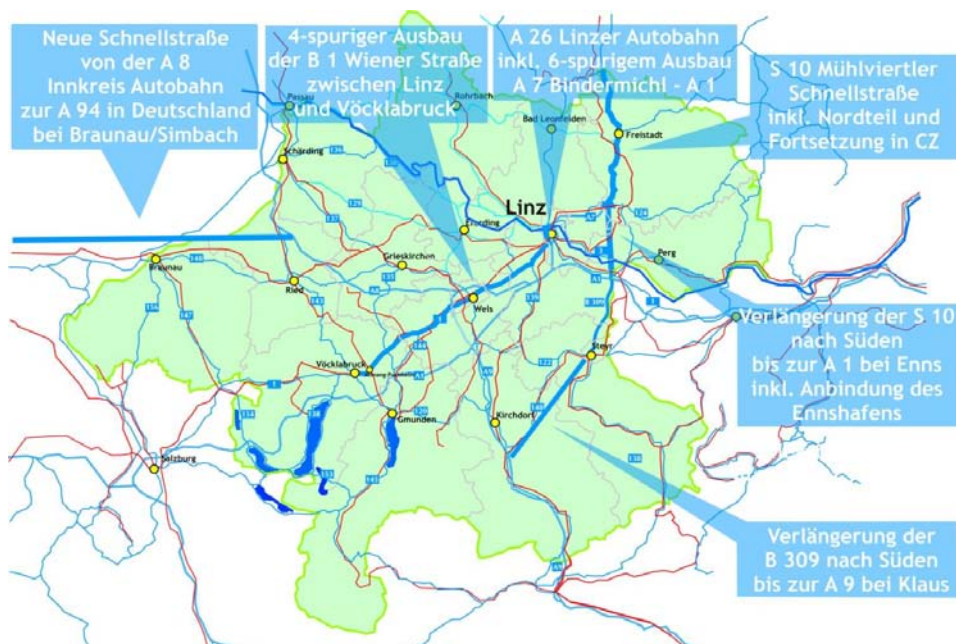 Neue Schnellstraße
von der A 8
Innkreis Autobahn
zur A 94 in Deutschland
bei Braunau/Simbach
4-spuriger Ausbau
der B 1 Wiener Straße
zwischen Linz
und Vöcklabruck
A 26 Linzer Autobahn
inkl. 6-spurigem Ausbau
A 7 Bindermichl - A 1
S 10 Mühlviertler
Schnellstraße
inkl. Nordteil und
Fortsetzung in CZ
Passau
Rohrbach
Bad Leonfelden
Freistadt
Schärding
Linz
Perg
Braunau
Grieskirchen
Ried
Wels
Steyr
Vöcklabruck
Gmunden
Kirchdorf
Salzburg
B 309
Verlängerung der S 10
nach Süden
bis zur A 1 bei Enns
inkl. Anbindung des
Ennshafens
Verlängerung der
B 309 nach Süden
bis zur A 9 bei Klaus